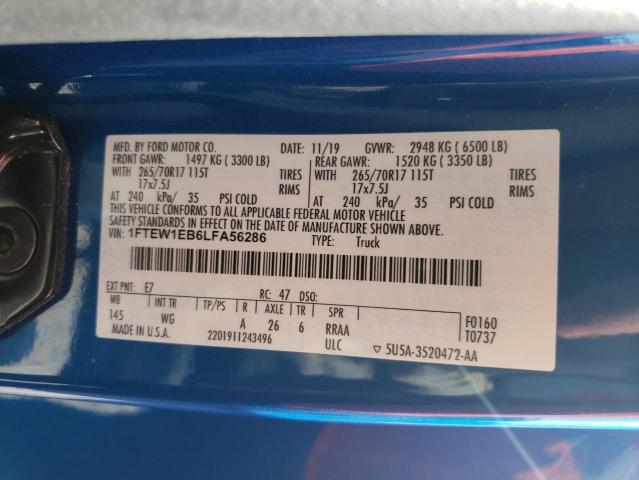 MFD. BY FORD MOTOR CO. DATE: 11/19 GVWR: 2948 KG ( 6500 LB)
FRONT GAWR: 1497 KG ( 3300 LB) REAR GAWR: 1520 KG ( 3350 LB)
WITH 265/70R17 115T TIRES WITH 265/70R17 115T TIRES
17x7.5J RIMS 17x7.5J RIMS
AT 240 kPa/ 35 PSI COLD AT 240 kPa/ 35 PSI COLD
THIS VEHICLE CONFORMS TO ALL APPLICABLE FEDERAL MOTOR VEHICLE
SAFETY STANDARDS IN EFFECT ON THE DATE OF MANUFACTURE SHOWN ABOVE.
VIN: 1FTEW1EB6LFA56286 TYPE: Truck
EXT PNT: E7 RC: 47 DSO: F0160
WB INT TR TP/PS R AXLE TR SPR T0737
145 WG A 26 6 RRAA
MADE IN U.S.A. 2201911243496 ULC ▽ 5U5A-3520472-AA